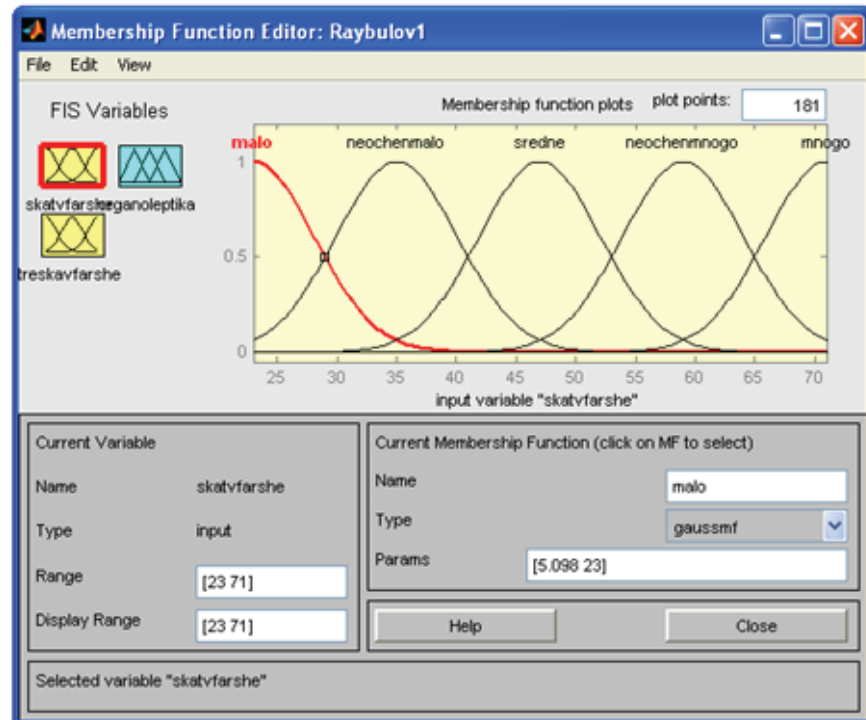 Membership Function Editor: Raybulov1
File Edit View
FIS Variables
Membership function plots plot points: 181
malo neochenmalo sredne neochenmnogo mnogo
skatvfarshe
organoleptika
treskavfarshe
1
0.5
0
25 30 35 40 45 50 55 60 65 70
input variable "skatvfarshe"
Current Variable
Name skatvfarshe
Type input
Range [23 71]
Display Range [23 71]
Current Membership Function (click on MF to select)
Name malo
Type gaussmf
Params [5.098 23]
Help Close
Selected variable "skatvfarshe"